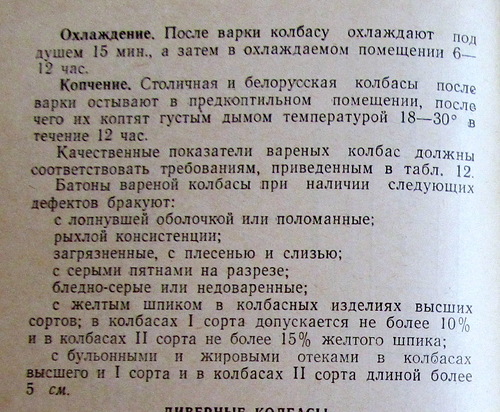 Охлаждение. После варки колбасу охлаждают под
душем 15 мин., а затем в охлаждаемом помещении 6—
12 час.
Копчение. Столичная и белорусская колбасы после
варки остывают в предкоптильном помещении, после
чего их коптят густым дымом температурой 18—30° в
течение 12 час.
Качественные показатели вареных колбас должны
соответствовать требованиям, приведенным в табл. 12.
Батоны вареной колбасы при наличии следующих
дефектов бракуют:
с лопнувшей оболочкой или поломанные;
рыхлой консистенции;
загрязненные, с плесенью и слизью;
с серыми пятнами на разрезе;
бледно-серые или недоваренные;
с желтым шпиком в колбасных изделиях высших
сортов; в колбасах I сорта допускается не более 10%
и в колбасах II сорта не более 15% желтого шпика;
с бульонными и жировыми отеками в колбасах
высшего и I сорта и в колбасах II сорта длиной более
5 см.
ЛИВЕРНЫЕ КОЛБАСЫ